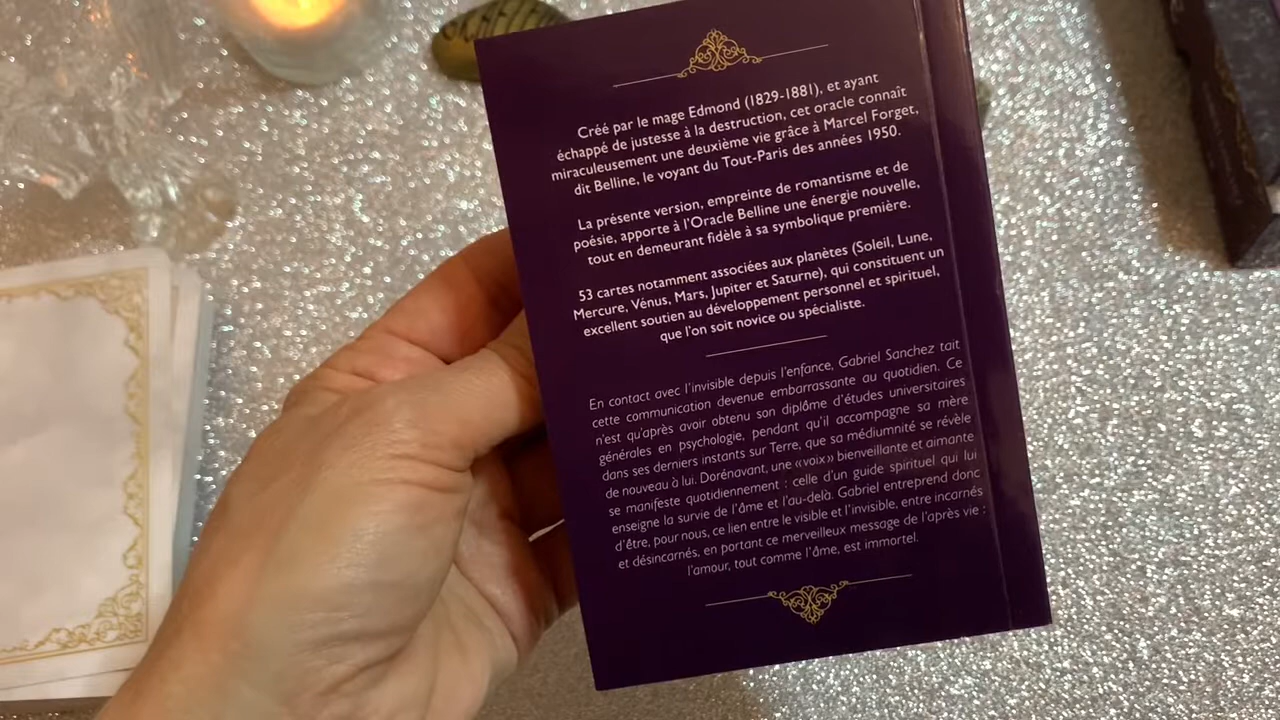 Créé par le mage Edmond (1829-1881), et ayant
échappé de justesse à la destruction, cet oracle connaît
miraculeusement une deuxième vie grâce à Marcel Forget,
dit Belline, le voyant du Tout-Paris des années 1950.
La présente version, empreinte de romantisme et de
poésie, apporte à l'Oracle Belline une énergie nouvelle,
tout en demeurant fidèle à sa symbolique première.
53 cartes notamment associées aux planètes (Soleil, Lune,
Mercure, Vénus, Mars, Jupiter et Saturne), qui constituent un
excellent soutien au développement personnel et spirituel,
que l'on soit novice ou spécialiste.
En contact avec l'invisible depuis l'enfance, Gabriel Sanchez tait
cette communication devenue embarrassante au quotidien. Ce
n'est qu'après avoir obtenu son diplôme d'études universitaires
générales en psychologie, pendant qu'il accompagne sa mère
dans ses derniers instants sur Terre, que sa médiumnité se révèle
de nouveau à lui. Dorénavant, une «voix» bienveillante et aimante
se manifeste quotidiennement : celle d'un guide spirituel qui lui
enseigne la survie de l'âme et l'au-delà. Gabriel entreprend donc
d'être, pour nous, ce lien entre le visible et l'invisible, entre incarnés
et désincarnés, en portant ce merveilleux message de l'après vie :
l'amour, tout comme l'âme, est immortel.